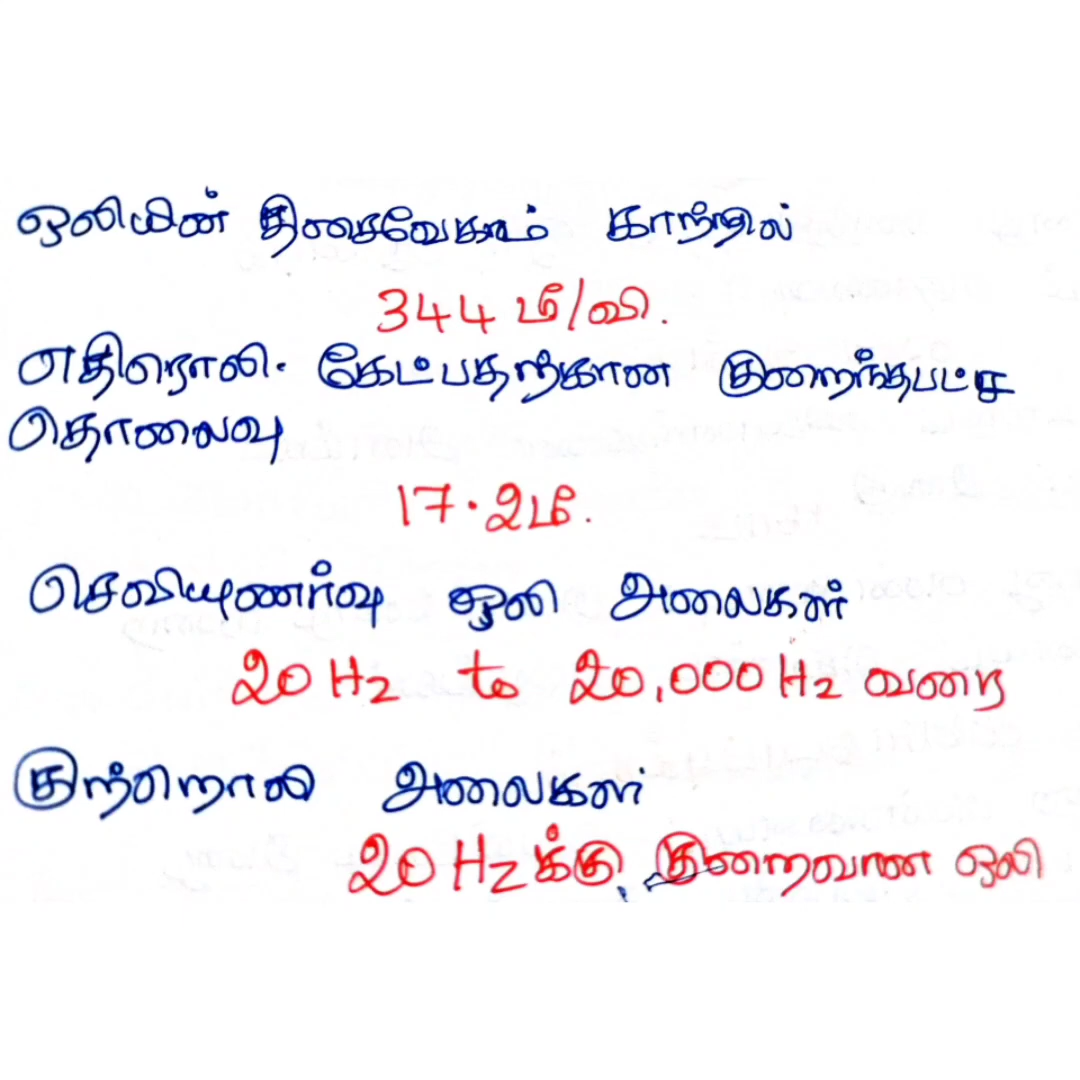 ஒலியின் திசைவேகம் காற்றில்
344 மீ/வி.
எதிரொலி. கேட்பதற்கான குறைந்தபட்ச
தொலைவு
17.2மீ.
செவியுணர்வு ஒலி அலைகள்
20 Hz to 20,000 Hz வரை
குற்றொலி அலைகள்
20 Hzக்கு குறைவான ஒலி